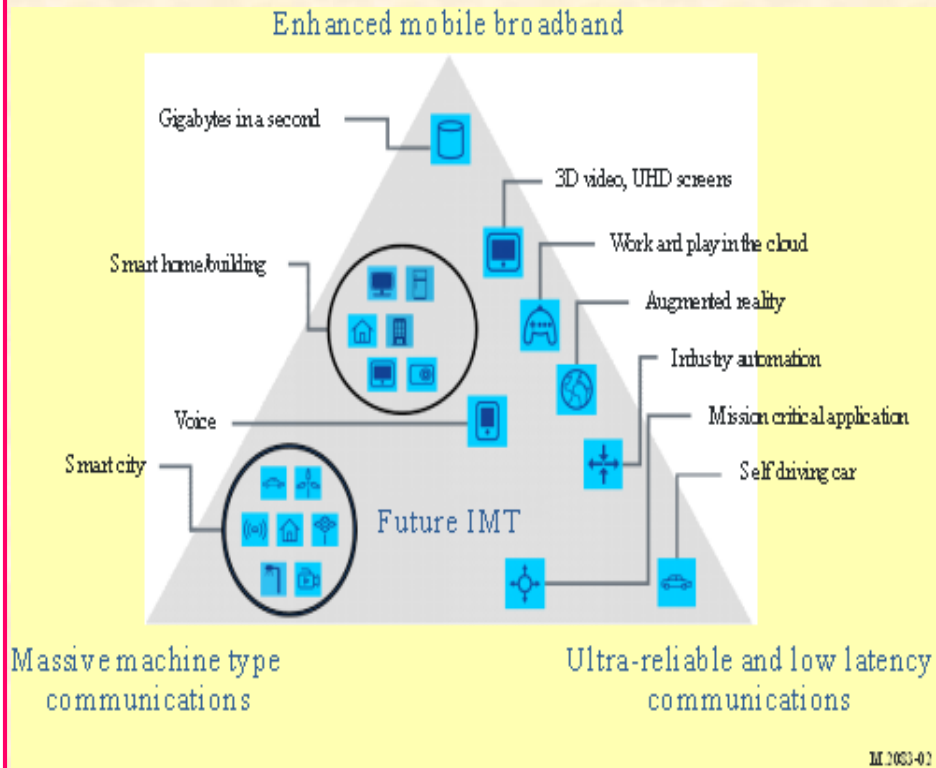 Enhanced mobile broadband
Gigabytes in a second
3D video, UHD screens
Work and play in the cloud
Smart home/building
Augmented reality
Industry automation
Voice
Mission critical application
Smart city
Self driving car
Future IMT
Massive machine type
communications
Ultra-reliable and low latency
communications
M.2083-02